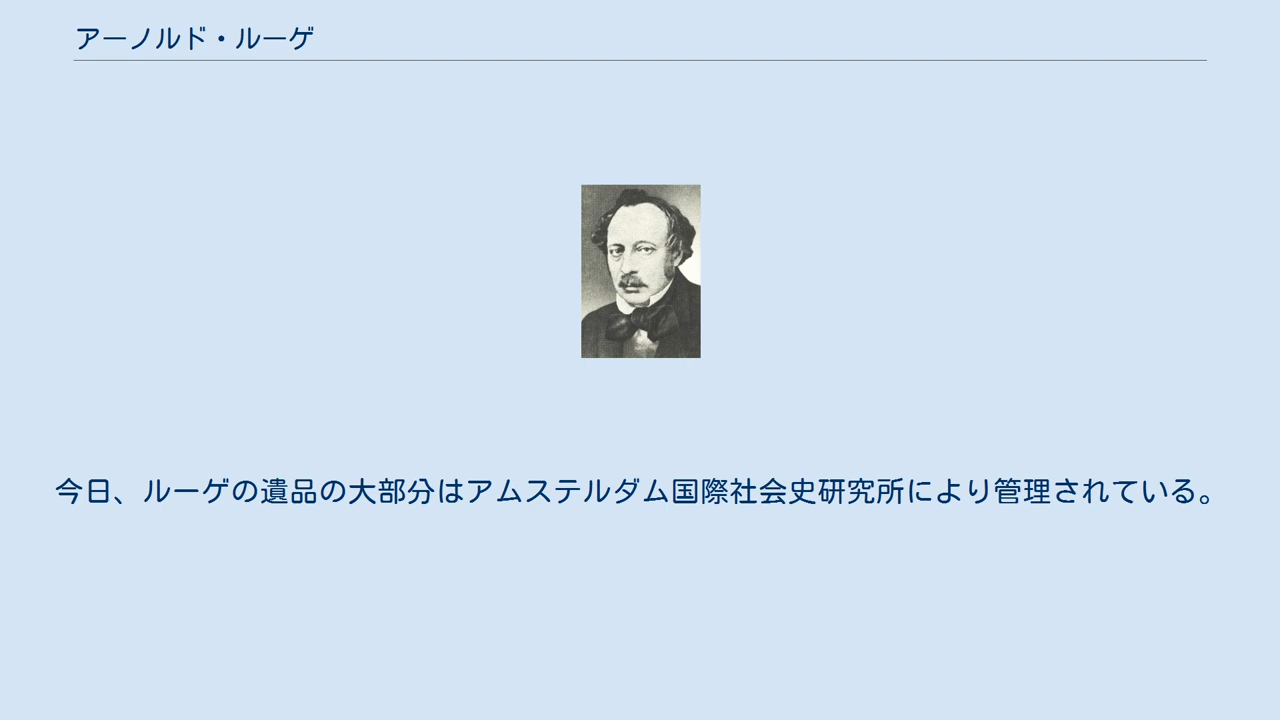 アーノルド・ルーゲ
今日、ルーゲの遺品の大部分はアムステルダム国際社会史研究所により管理されている。